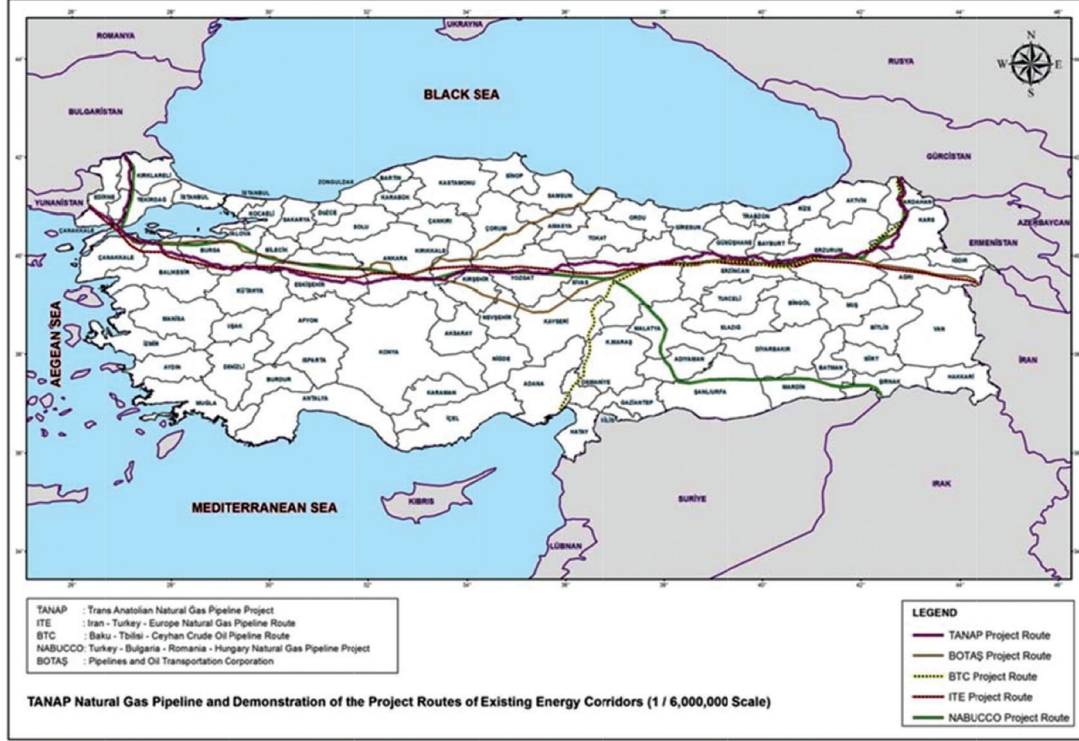 UKRAYNA
ROMANYA
RUSYA
BLACK SEA
N
W E
S
BULGARİSTAN
GÜRCİSTAN
KIRKLARELİ
EDİRNE
TEKİRDAĞ
İSTANBUL
İSTANBUL
ZONGULDAK
BARTIN
KASTAMONU
SİNOP
SAMSUN
KARABÜK
YUNANİSTAN
KOCAELİ
SAKARYA
DÜZCE
BOLU
ÇANKIRI
ÇORUM
AMASYA
ORDU
TOKAT
GİRESUN
TRABZON
RİZE
ARTVİN
ARDAHAN
KARS
AZERBAYCAN
ERMENİSTAN
ÇANAKKALE
YALOVA
BURSA
BİLECİK
ANKARA
KIRIKKALE
GÜMÜŞHANE
BAYBURT
ERZURUM
IĞDIR
ÇANAKKALE
BALIKESİR
KÜTAHYA
ESKİŞEHİR
KIRŞEHİR
YOZGAT
SİVAS
ERZİNCAN
AĞRI
MANİSA
UŞAK
AFYON
AKSARAY
NEVŞEHİR
KAYSERİ
MALATYA
TUNCELİ
ELAZIĞ
BİNGÖL
MUŞ
BİTLİS
VAN
AEGEAN SEA
İZMİR
AYDIN
DENİZLİ
ISPARTA
KONYA
NİĞDE
K.MARAŞ
ADIYAMAN
DİYARBAKIR
BATMAN
SİİRT
ŞIRNAK
HAKKARİ
İRAN
MUĞLA
BURDUR
ANTALYA
KARAMAN
İÇEL
ADANA
OSMANİYE
GAZİANTEP
KİLİS
HATAY
ŞANLIURFA
MARDİN
MEDITERRANEAN SEA
KIBRIS
SURİYE
IRAK
LÜBNAN
TANAP : Trans Anatolian Natural Gas Pipeline Project
ITE : Iran - Turkey - Europe Natural Gas Pipeline Route
BTC : Baku - Tbilisi - Ceyhan Crude Oil Pipeline Route
NABUCCO: Turkey - Bulgaria - Romania - Hungary Natural Gas Pipeline Project
BOTAŞ : Pipelines and Oil Transportation Corporation
TANAP Natural Gas Pipeline and Demonstration of the Project Routes of Existing Energy Corridors (1 / 6,000,000 Scale)
LEGEND
TANAP Project Route
BOTAŞ Project Route
BTC Project Route
ITE Project Route
NABUCCO Project Route